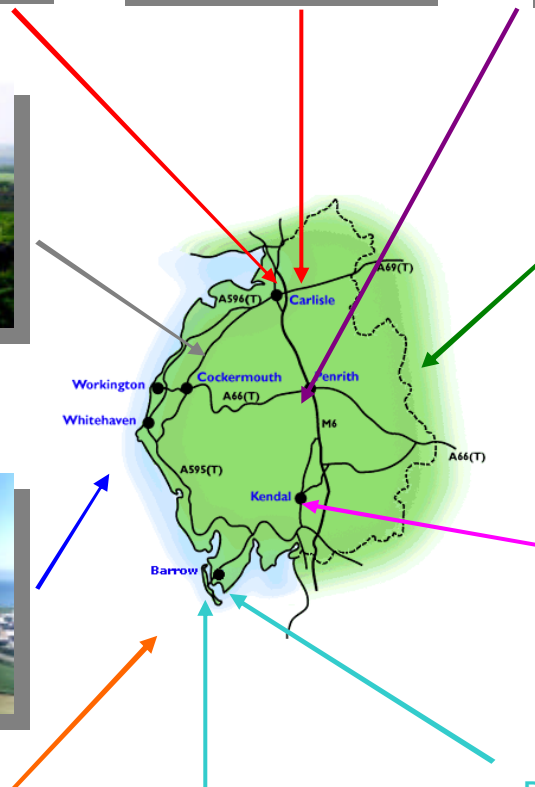 A69(T)
A596(T)
Carlisle
Workington
Cockermouth
Penrith
A66(T)
Whitehaven
M6
A66(T)
A595(T)
Kendal
Barrow